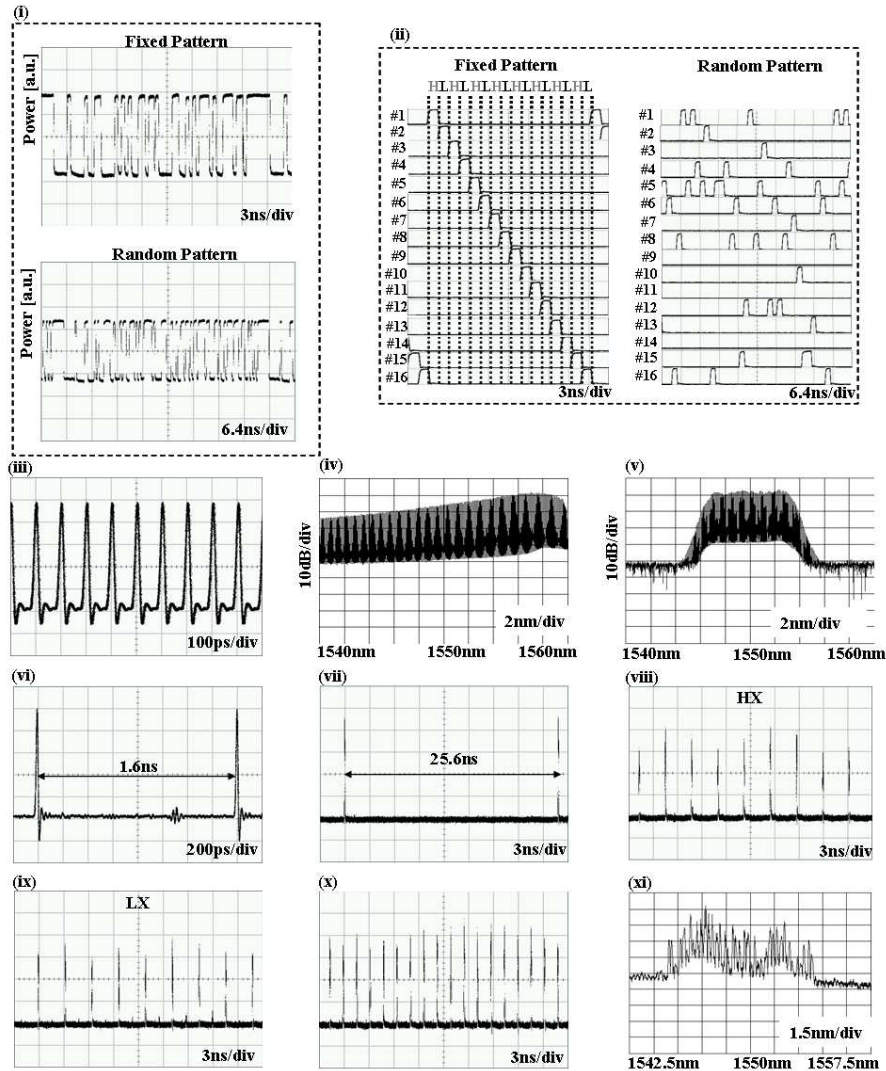 (i)
Fixed Pattern
Power [a.u.]
3ns/div
Random Pattern
Power [a.u.]
6.4ns/div
(ii)
Fixed Pattern
HLHLHLHLHLHLHLHL
#1
#2
#3
#4
#5
#6
#7
#8
#9
#10
#11
#12
#13
#14
#15
#16
3ns/div
Random Pattern
#1
#2
#3
#4
#5
#6
#7
#8
#9
#10
#11
#12
#13
#14
#15
#16
6.4ns/div
(iii)
100ps/div
(iv)
10dB/div
2nm/div
1540nm 1550nm 1560nm
(v)
10dB/div
2nm/div
1540nm 1550nm 1560nm
(vi)
1.6ns
200ps/div
(vii)
25.6ns
3ns/div
(viii)
HX
3ns/div
(ix)
LX
3ns/div
(x)
3ns/div
(xi)
1.5nm/div
1542.5nm 1550nm 1557.5nm